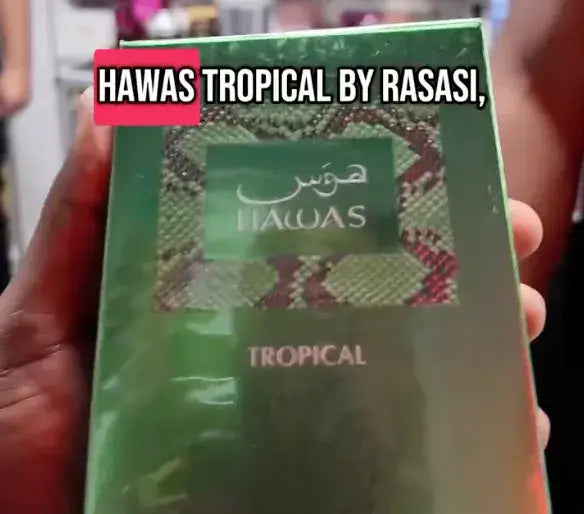 HAWAS TROPICAL BY RASASI,
هوس
HAWAS
TROPICAL